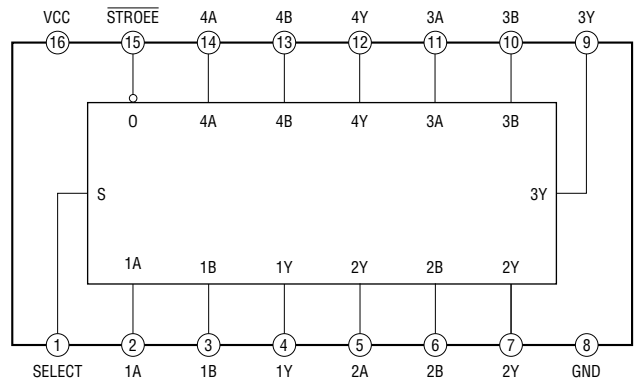 VCC STROEE 4A 4B 4Y 3A 3B 3Y
16 15 14 13 12 11 10 9
O 4A 4B 4Y 3A 3B
S 3Y
1A 1B 1Y 2Y 2B 2Y
1 2 3 4 5 6 7 8
SELECT 1A 1B 1Y 2A 2B 2Y GND